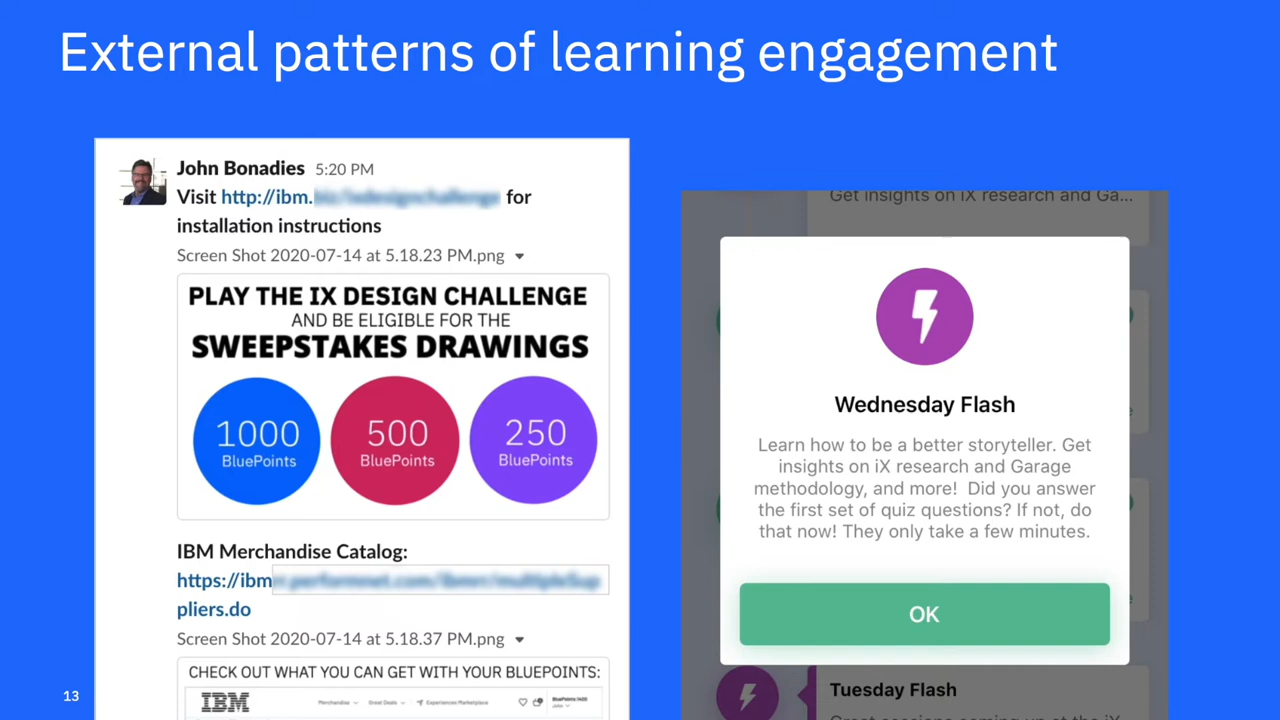 External patterns of learning engagement
John Bonadies 5:20 PM
Visit http://ibm. for
installation instructions
Screen Shot 2020-07-14 at 5.18.23 PM.png
PLAY THE IX DESIGN CHALLENGE
AND BE ELIGIBLE FOR THE
SWEEPSTAKES DRAWINGS
1000
BluePoints
500
BluePoints
250
BluePoints
IBM Merchandise Catalog:
https://ibm
pliers.do
Screen Shot 2020-07-14 at 5.18.37 PM.png
CHECK OUT WHAT YOU CAN GET WITH YOUR BLUEPOINTS:
IBM
Merchandise
Great Deals
Experiences Marketplace
13
Get insights on iX research and Ga...
Wednesday Flash
Learn how to be a better storyteller. Get
insights on iX research and Garage
methodology, and more! Did you answer
the first set of quiz questions? If not, do
that now! They only take a few minutes.
OK
Tuesday Flash